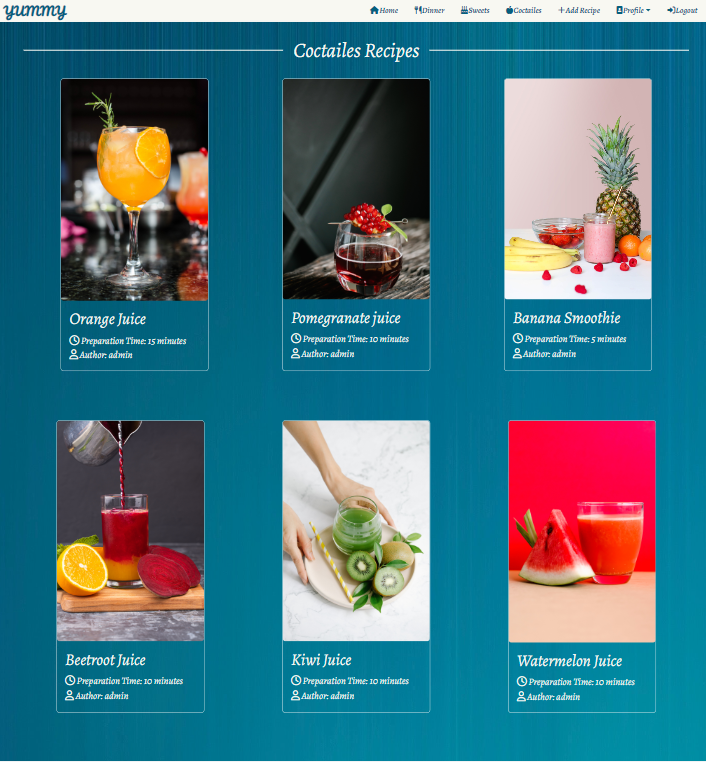 yummy
Home Dinner Sweets Coctailes Add Recipe Profile Logout
Coctailes Recipes
Orange Juice
Preparation Time: 15 minutes
Author: admin
Pomegranate juice
Preparation Time: 10 minutes
Author: admin
Banana Smoothie
Preparation Time: 5 minutes
Author: admin
Beetroot Juice
Preparation Time: 10 minutes
Author: admin
Kiwi Juice
Preparation Time: 10 minutes
Author: admin
Watermelon Juice
Preparation Time: 10 minutes
Author: admin